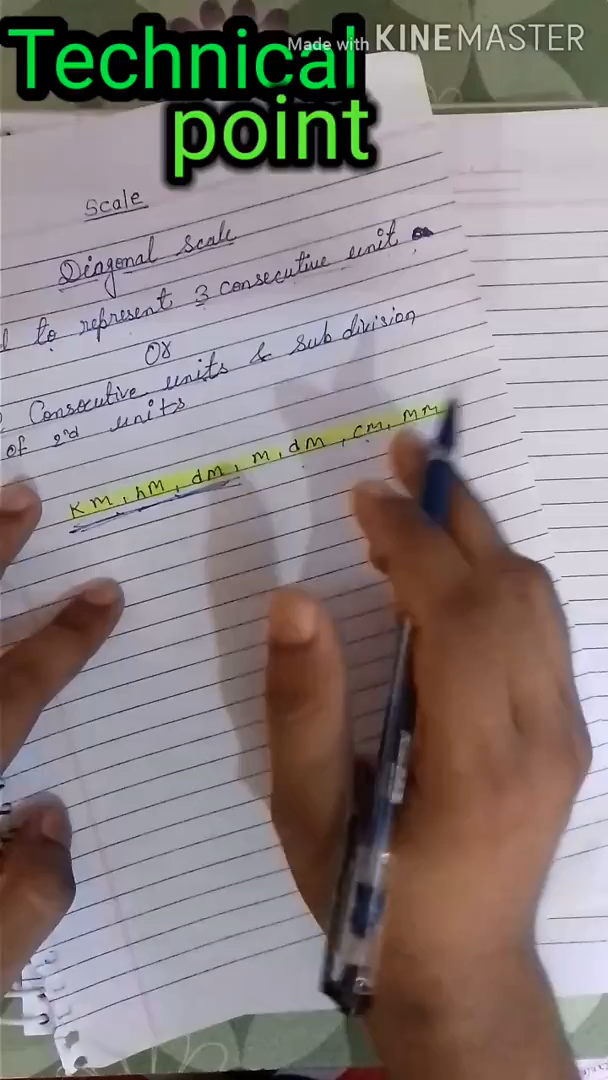 Made with KINEMASTER
Technical
point
Scale
Diagonal scale
to represent 3 consecutive unit
Or
Consecutive units & sub division
of 2nd units
KM, hM, dM, M, dM, CM, MM